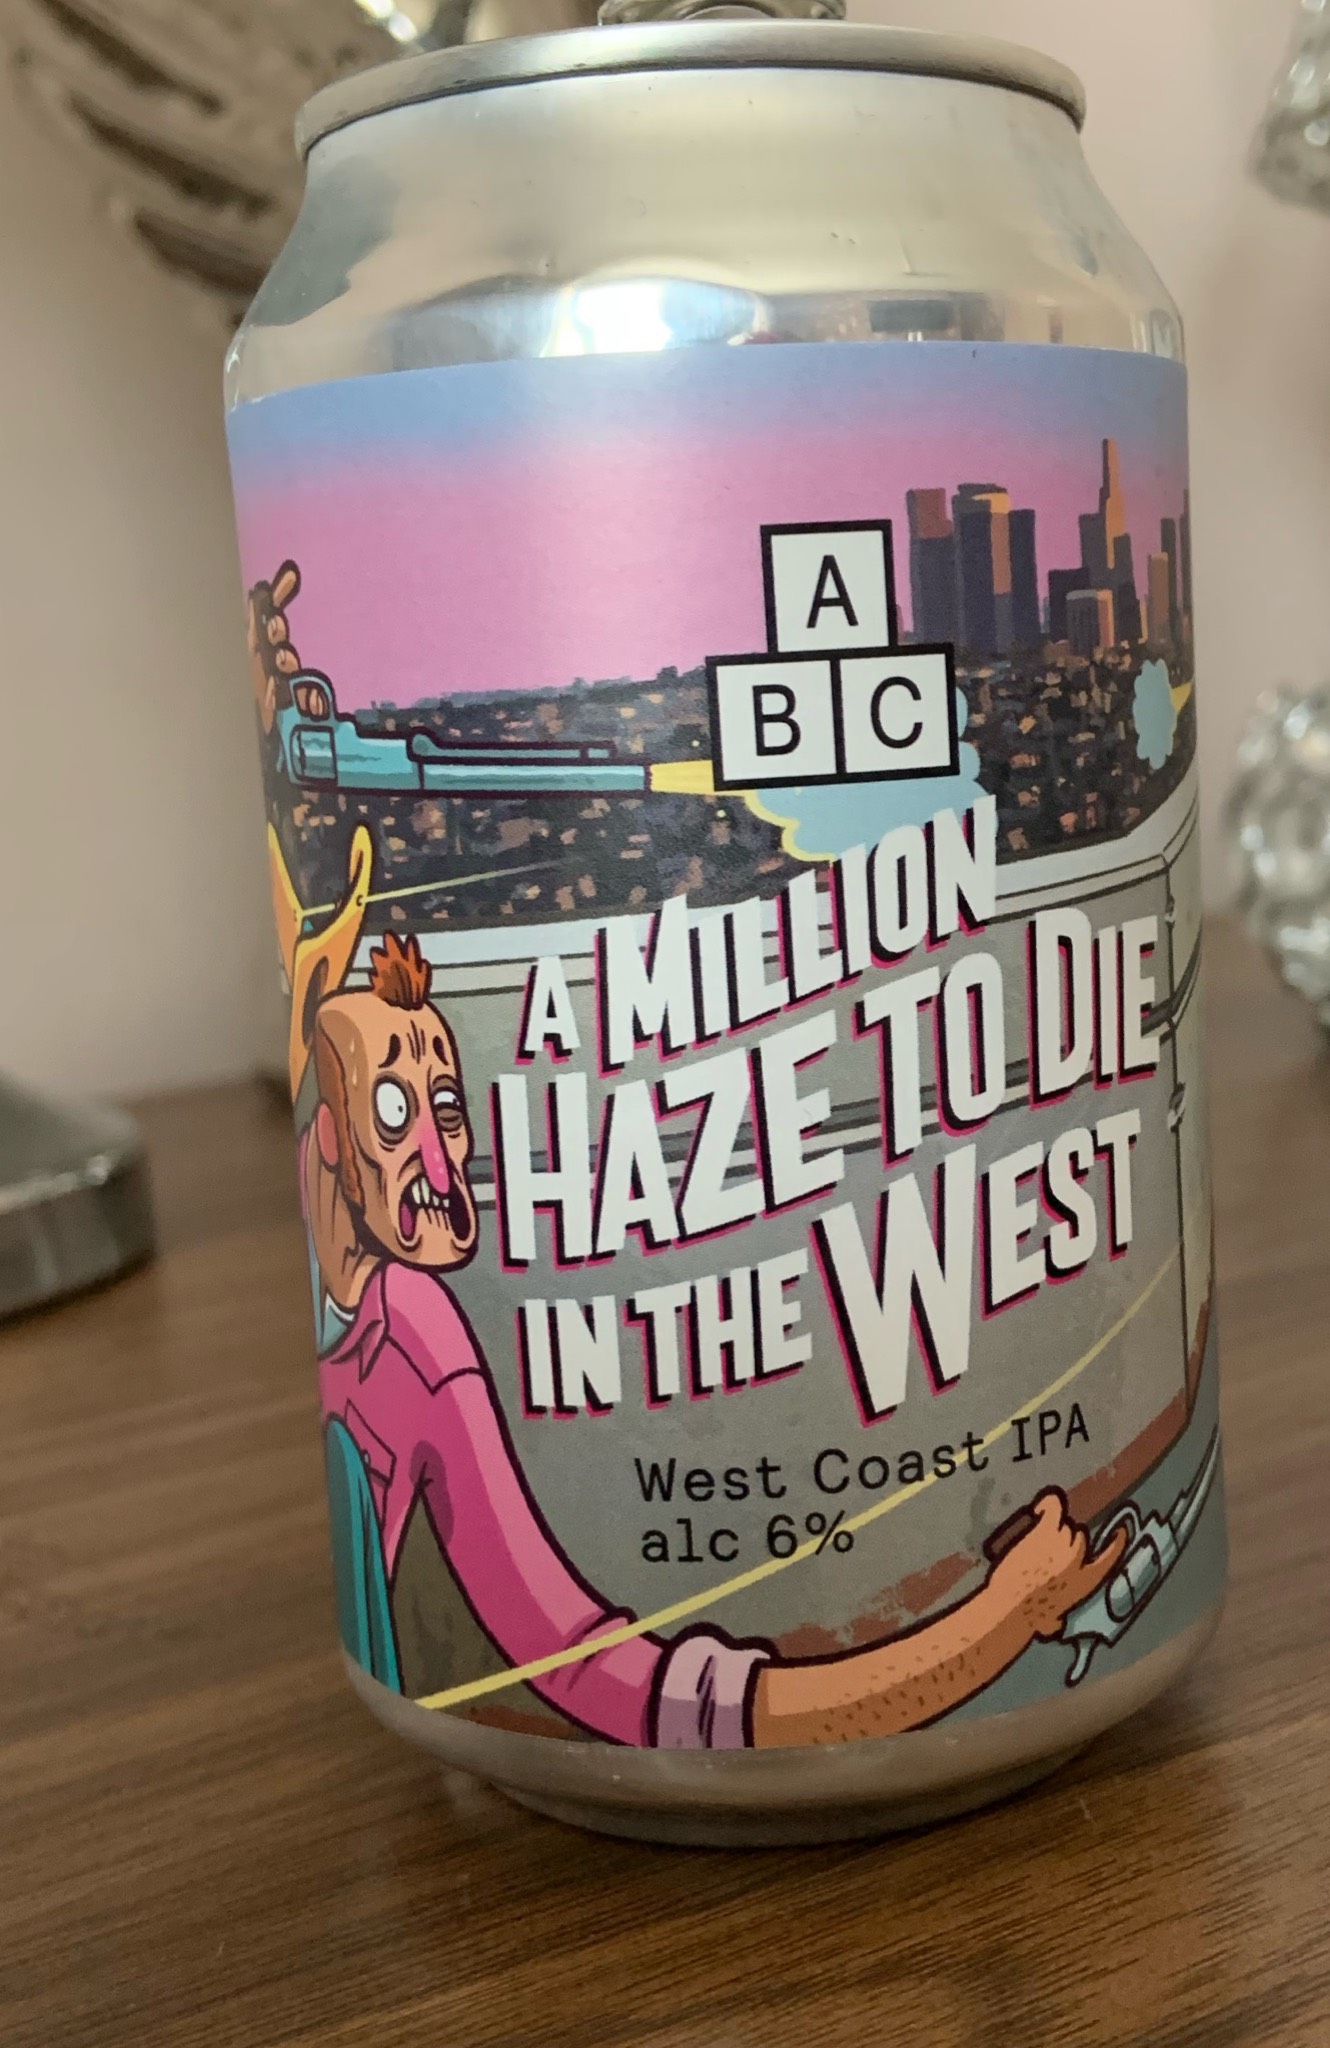 A
B C
A MILLION
HAZE TO DIE
IN THE WEST
West Coast IPA
alc 6%